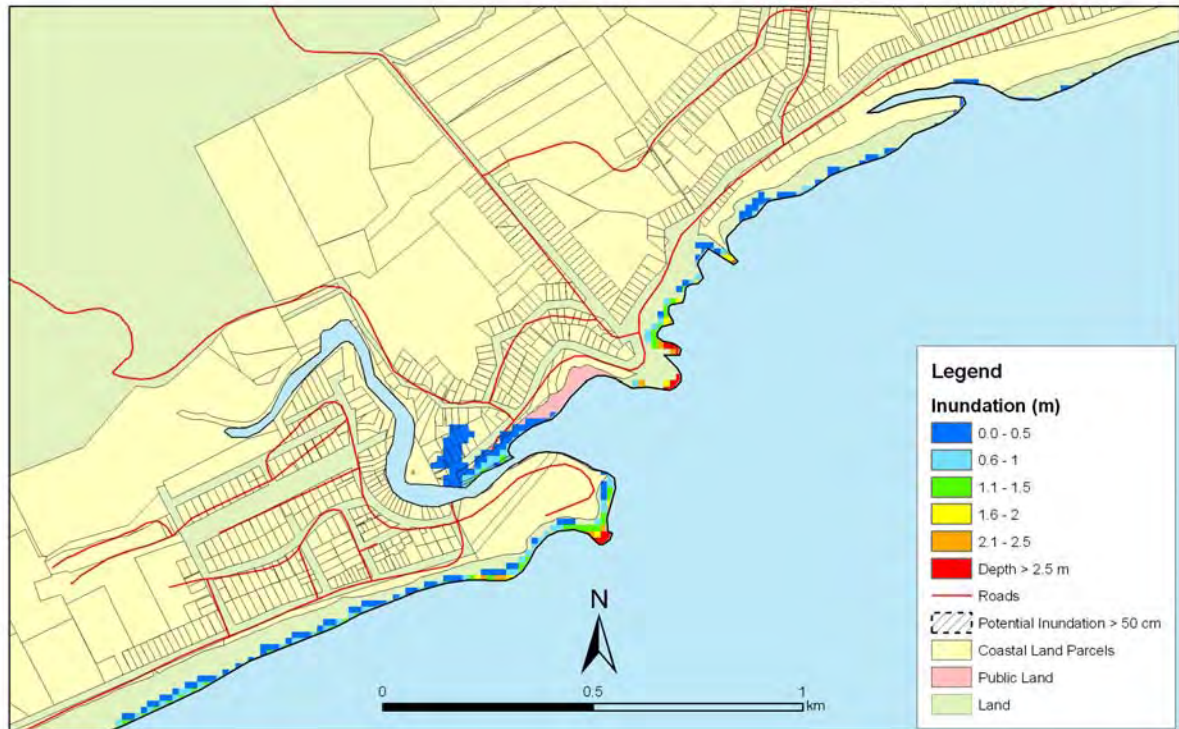 Legend
Inundation (m)
0.0 - 0.5
0.6 - 1
1.1 - 1.5
1.6 - 2
2.1 - 2.5
Depth > 2.5 m
Roads
Potential Inundation > 50 cm
Coastal Land Parcels
Public Land
Land
N
0 0.5 1
km